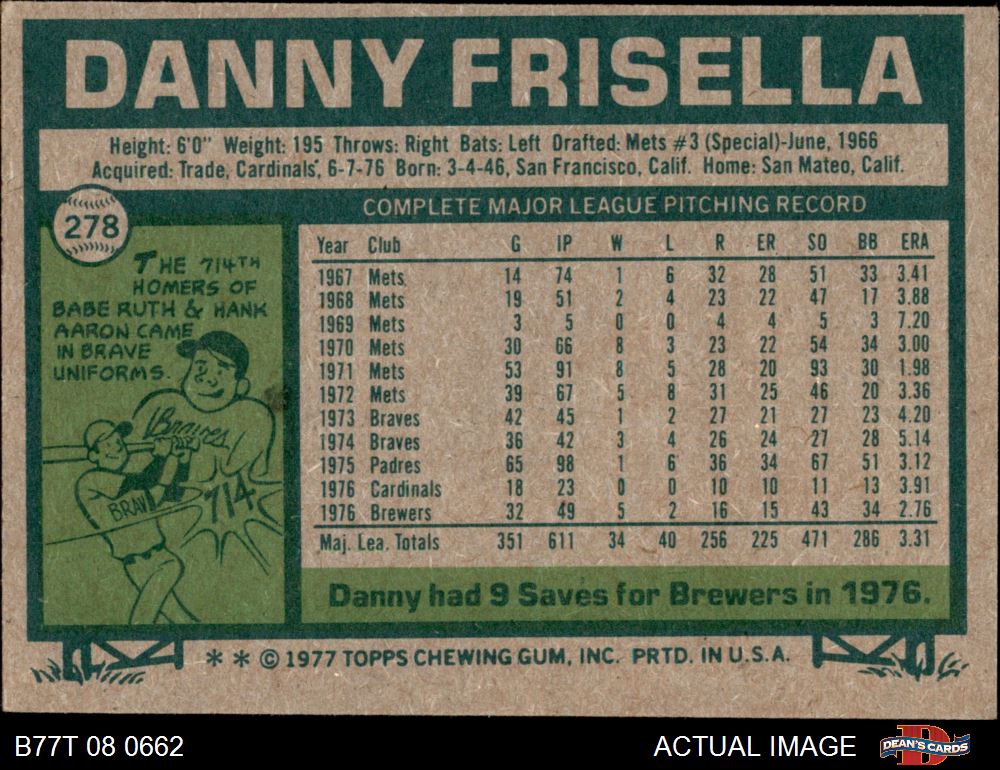 DANNY FRISELLA
Height: 6'0" Weight: 195 Throws: Right Bats: Left Drafted: Mets #3 (Special)-June, 1966
Acquired: Trade, Cardinals, 6-7-76 Born: 3-4-46, San Francisco, Calif. Home: San Mateo, Calif.
278
THE 714TH
HOMERS OF
BABE RUTH & HANK
AARON CAME
IN BRAVE
UNIFORMS.
Braves
BRAV
714
COMPLETE MAJOR LEAGUE PITCHING RECORD
Year Club G IP W L R ER SO BB ERA
1967 Mets 14 74 1 6 32 28 51 33 3.41
1968 Mets 19 51 2 4 23 22 47 17 3.88
1969 Mets 3 5 0 0 4 4 5 3 7.20
1970 Mets 30 66 8 3 23 22 54 34 3.00
1971 Mets 53 91 8 5 28 20 93 30 1.98
1972 Mets 39 67 5 8 31 25 46 20 3.36
1973 Braves 42 45 1 2 27 21 27 23 4.20
1974 Braves 36 42 3 4 26 24 27 28 5.14
1975 Padres 65 98 1 6 36 34 67 51 3.12
1976 Cardinals 18 23 0 0 10 10 11 13 3.91
1976 Brewers 32 49 5 2 16 15 43 34 2.76
Maj. Lea. Totals 351 611 34 40 256 225 471 286 3.31
Danny had 9 Saves for Brewers in 1976.
* * © 1977 TOPPS CHEWING GUM, INC. PRTD. IN U.S.A.
B77T 08 0662
ACTUAL IMAGE
DEAN'S CARDS